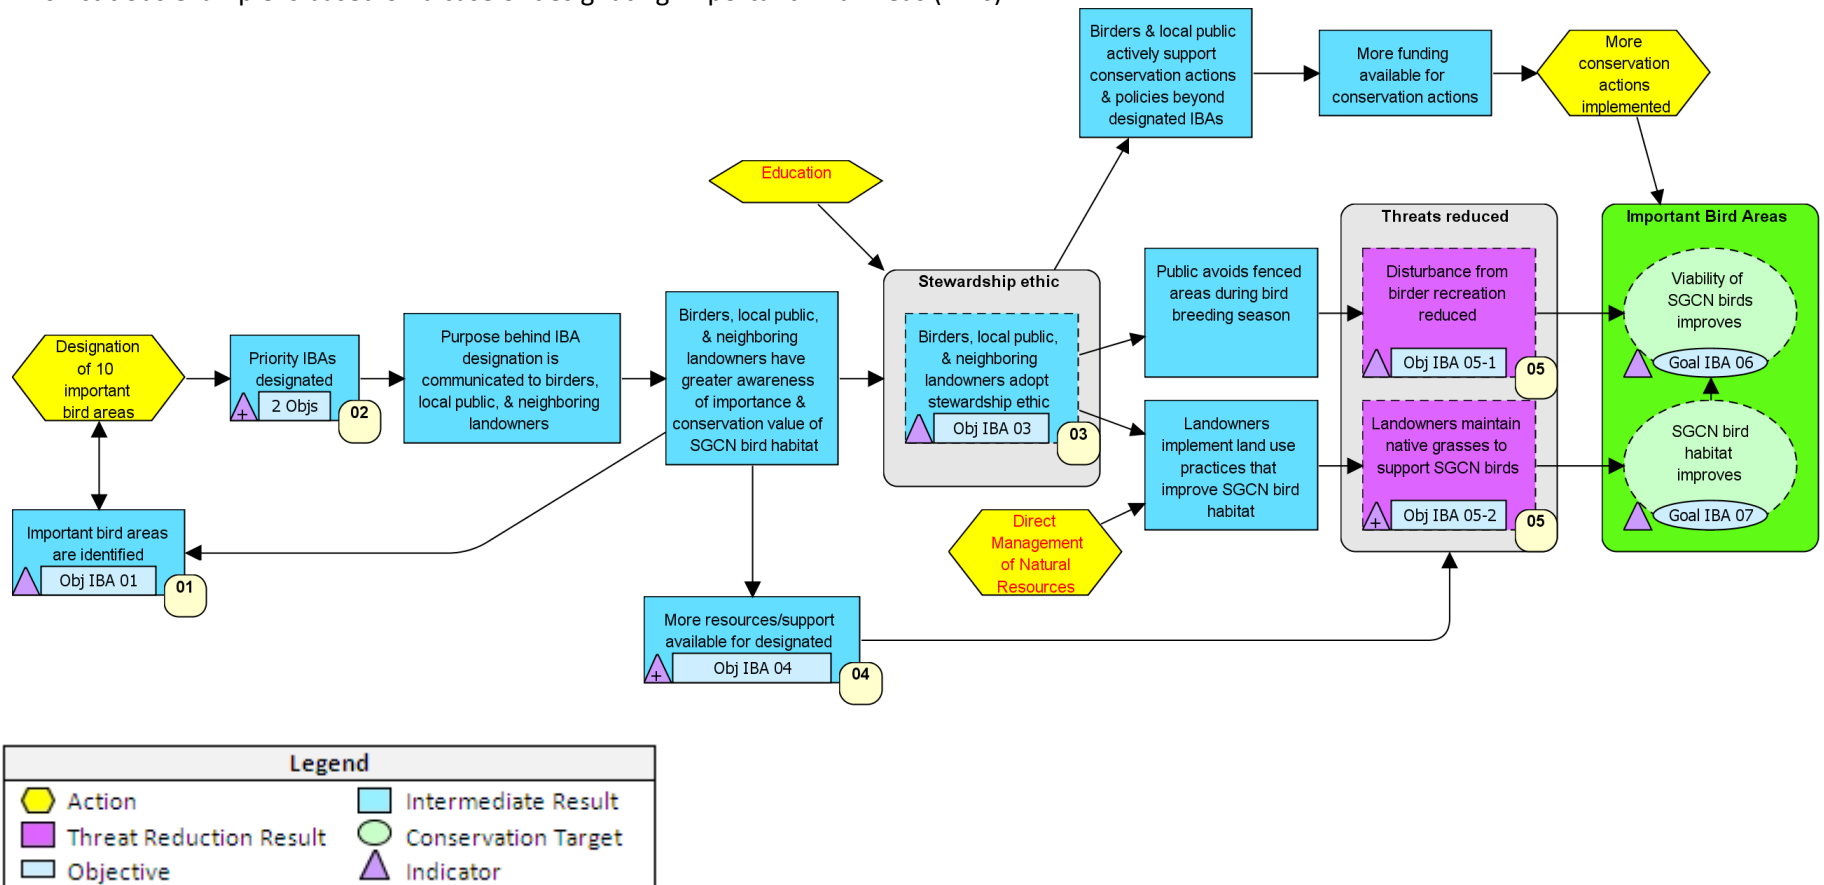 Birders & local public
actively support
conservation actions
& policies beyond
designated IBAs
More funding
available for
conservation actions
More
conservation
actions
implemented
Education
Threats reduced
Important Bird Areas
Stewardship ethic
Birders, local public,
& neighboring
landowners adopt
stewardship ethic
Obj IBA 03
03
Public avoids fenced
areas during bird
breeding season
Disturbance from
birder recreation
reduced
Obj IBA 05-1
05
Viability of
SGCN birds
improves
Goal IBA 06
Designation
of 10
important
bird areas
Priority IBAs
designated
+
2 Objs
02
Purpose behind IBA
designation is
communicated to birders,
local public, & neighboring
landowners
Birders, local public,
& neighboring
landowners have
greater awareness
of importance &
conservation value of
SGCN bird habitat
Landowners
implement land use
practices that
improve SGCN bird
habitat
Landowners maintain
native grasses to
support SGCN birds
+
Obj IBA 05-2
05
SGCN bird
habitat
improves
Goal IBA 07
Direct
Management
of Natural
Resources
Important bird areas
are identified
Obj IBA 01
01
More resources/support
available for designated
+
Obj IBA 04
04
Legend
Action
Intermediate Result
Threat Reduction Result
Conservation Target
Objective
Indicator